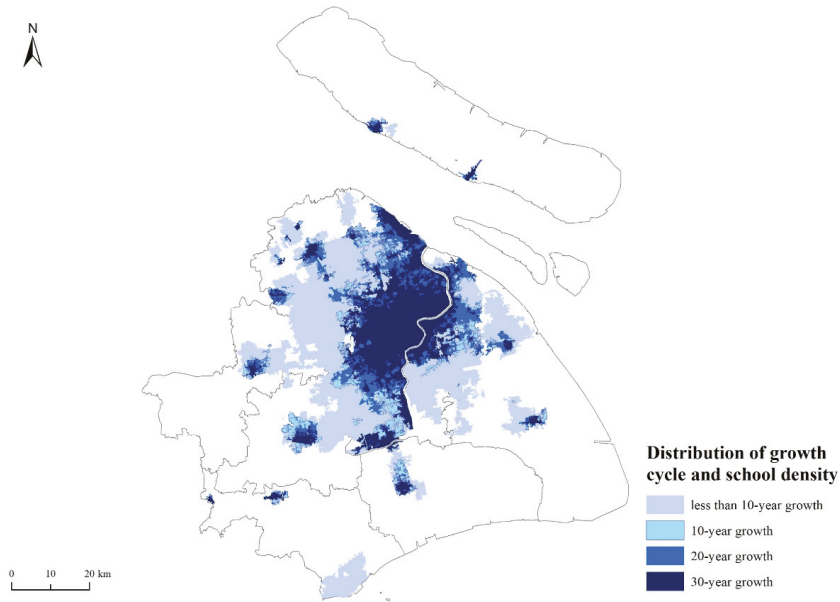 N
Distribution of growth
cycle and school density
less than 10-year growth
10-year growth
20-year growth
30-year growth
0 10 20 km